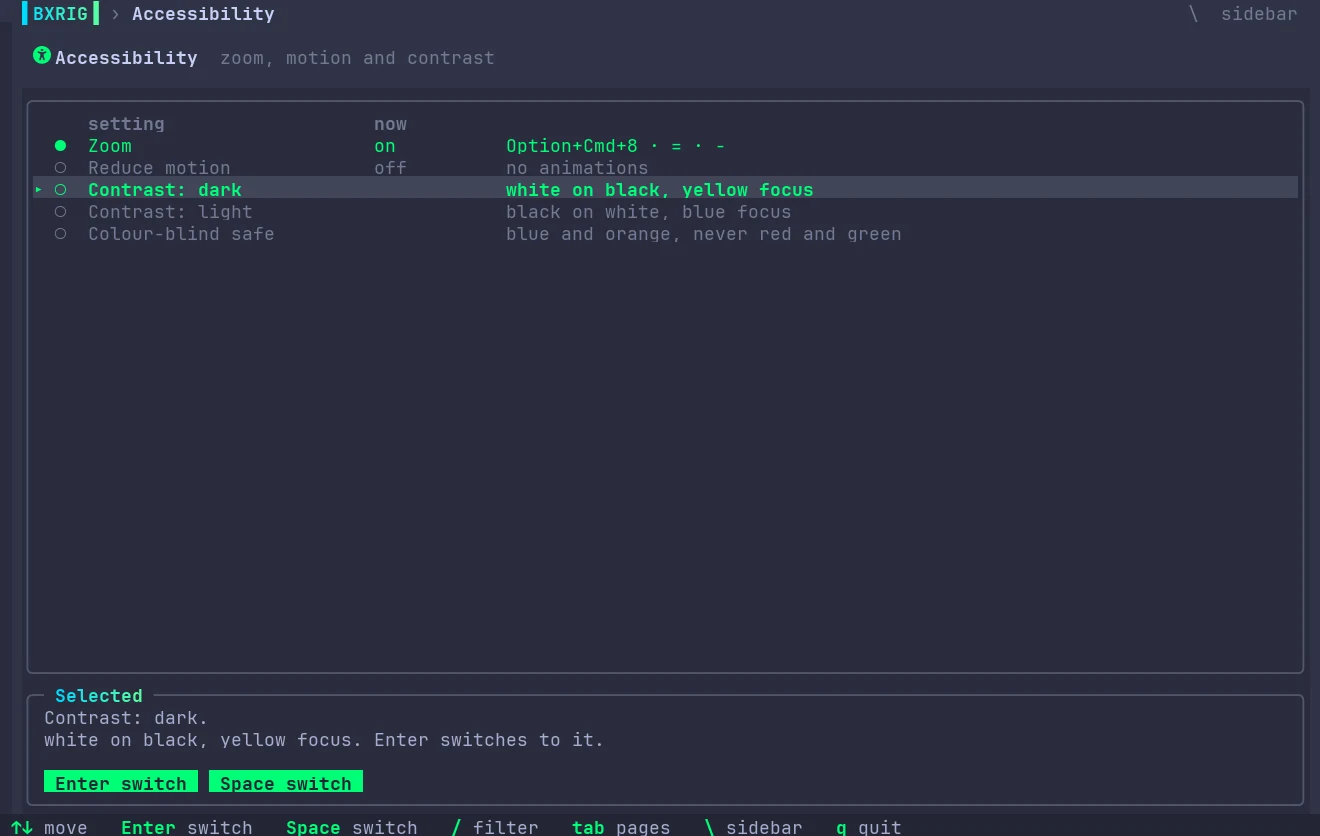 BXRIG › Accessibility \ sidebar
Accessibility zoom, motion and contrast
setting now
● Zoom on Option+Cmd+8 · = · -
○ Reduce motion off no animations
▸ ○ Contrast: dark white on black, yellow focus
○ Contrast: light black on white, blue focus
○ Colour-blind safe blue and orange, never red and green
Selected
Contrast: dark.
white on black, yellow focus. Enter switches to it.
Enter switch Space switch
↑↓ move Enter switch Space switch / filter tab pages \ sidebar q quit